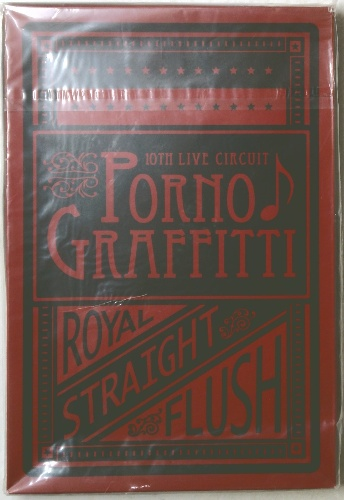 10TH LIVE CIRCUIT
PORNO
GRAFFITTI
ROYAL
STRAIGHT
FLUSH